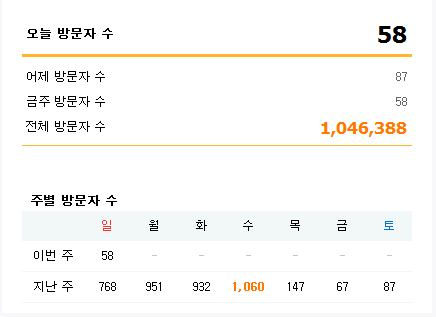 오늘 방문자 수 58
어제 방문자 수 87
금주 방문자 수 58
전체 방문자 수 1,046,388
주별 방문자 수
일 월 화 수 목 금 토
이번 주 58 - - - - - -
지난 주 768 951 932 1,060 147 67 87